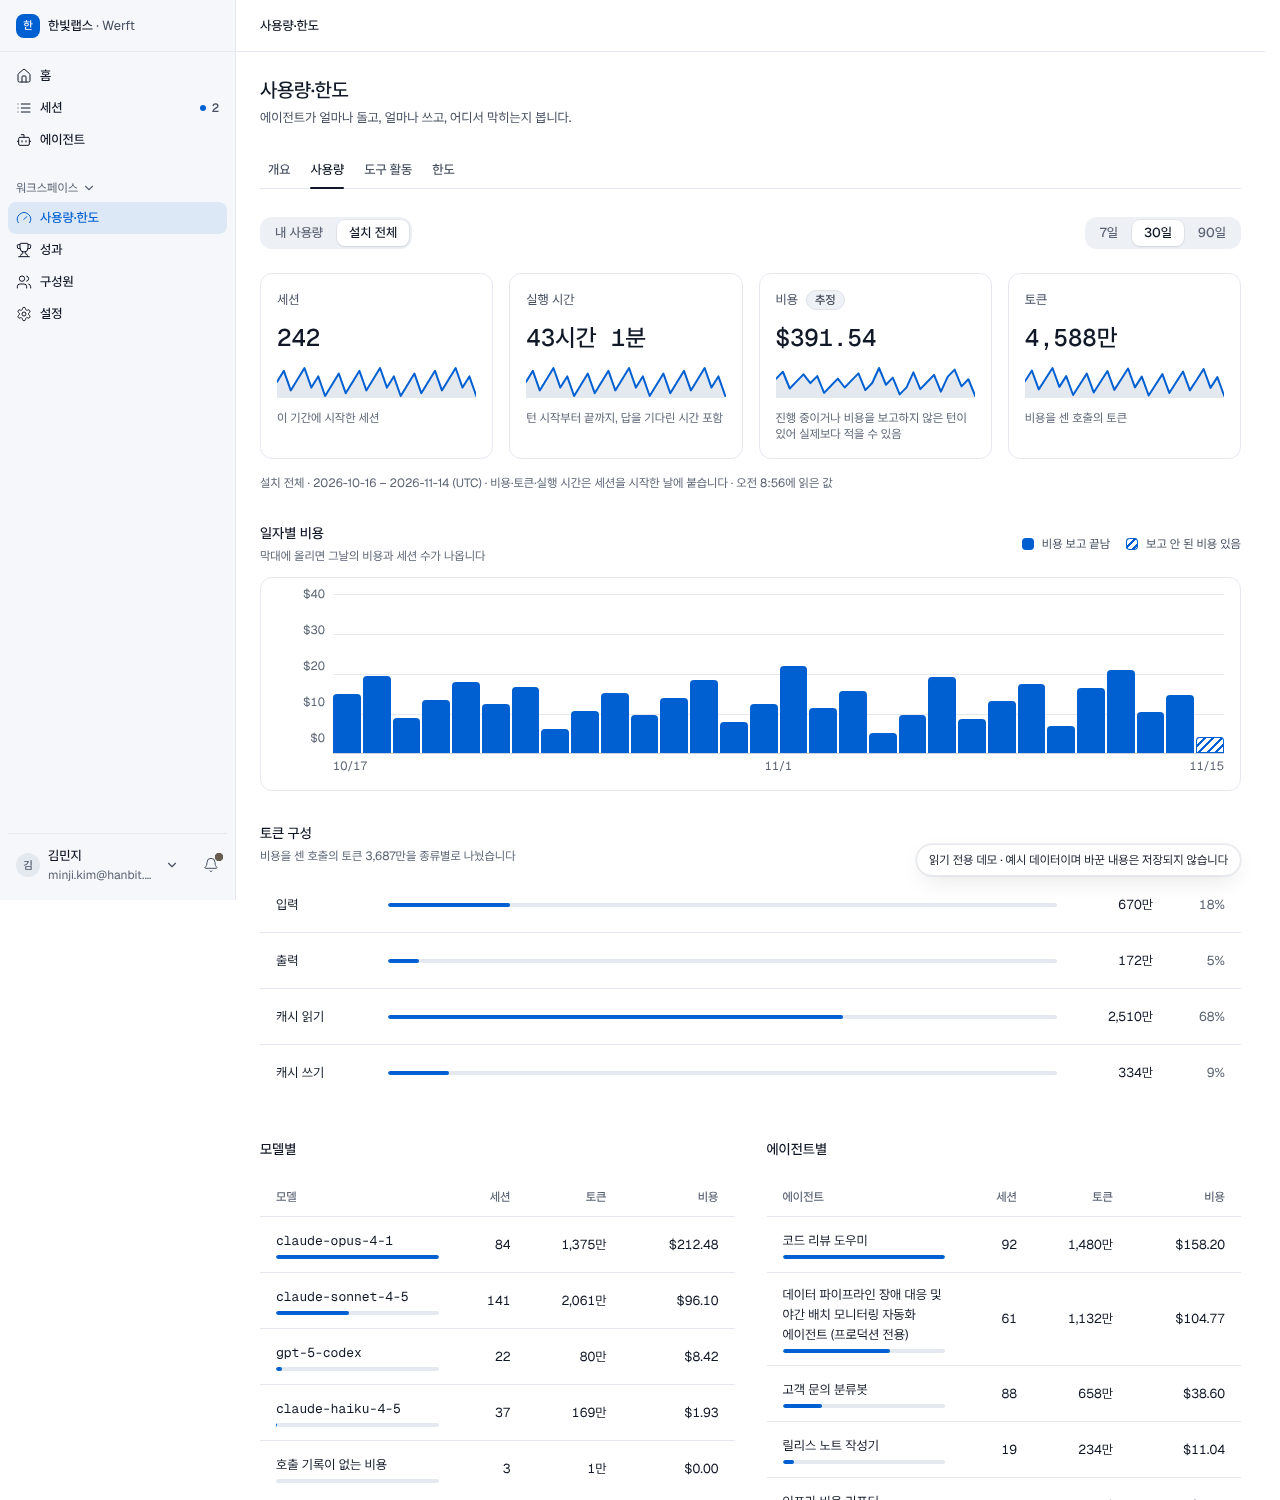 한 한빛랩스 · Werft
사용량·한도
홈
세션 2
에이전트
워크스페이스
사용량·한도
성과
구성원
설정
김 김민지
minji.kim@hanbit.…
사용량·한도
에이전트가 얼마나 돌고, 얼마나 쓰고, 어디서 막히는지 봅니다.
개요 사용량 도구 활동 한도
내 사용량 설치 전체
7일 30일 90일
세션
242
이 기간에 시작한 세션
실행 시간
43시간 1분
턴 시작부터 끝까지, 답을 기다린 시간 포함
비용 추정
$391.54
진행 중이거나 비용을 보고하지 않은 턴이
있어 실제보다 적을 수 있음
토큰
4,588만
비용을 센 호출의 토큰
설치 전체 · 2026-10-16 – 2026-11-14 (UTC) · 비용·토큰·실행 시간은 세션을 시작한 날에 붙습니다 · 오전 8:56에 읽은 값
일자별 비용
막대에 올리면 그날의 비용과 세션 수가 나옵니다
비용 보고 끝남 보고 안 된 비용 있음
$40
$30
$20
$10
$0
10/17 11/1 11/15
토큰 구성
비용을 센 호출의 토큰 3,687만을 종류별로 나눴습니다
읽기 전용 데모 · 예시 데이터이며 바꾼 내용은 저장되지 않습니다
입력 670만 18%
출력 172만 5%
캐시 읽기 2,510만 68%
캐시 쓰기 334만 9%
모델별
모델 세션 토큰 비용
claude-opus-4-1 84 1,375만 $212.48
claude-sonnet-4-5 141 2,061만 $96.10
gpt-5-codex 22 80만 $8.42
claude-haiku-4-5 37 169만 $1.93
호출 기록이 없는 비용 3 1만 $0.00
에이전트별
에이전트 세션 토큰 비용
코드 리뷰 도우미 92 1,480만 $158.20
데이터 파이프라인 장애 대응 및
야간 배치 모니터링 자동화
에이전트 (프로덕션 전용) 61 1,132만 $104.77
고객 문의 분류봇 88 658만 $38.60
릴리스 노트 작성기 19 234만 $11.04